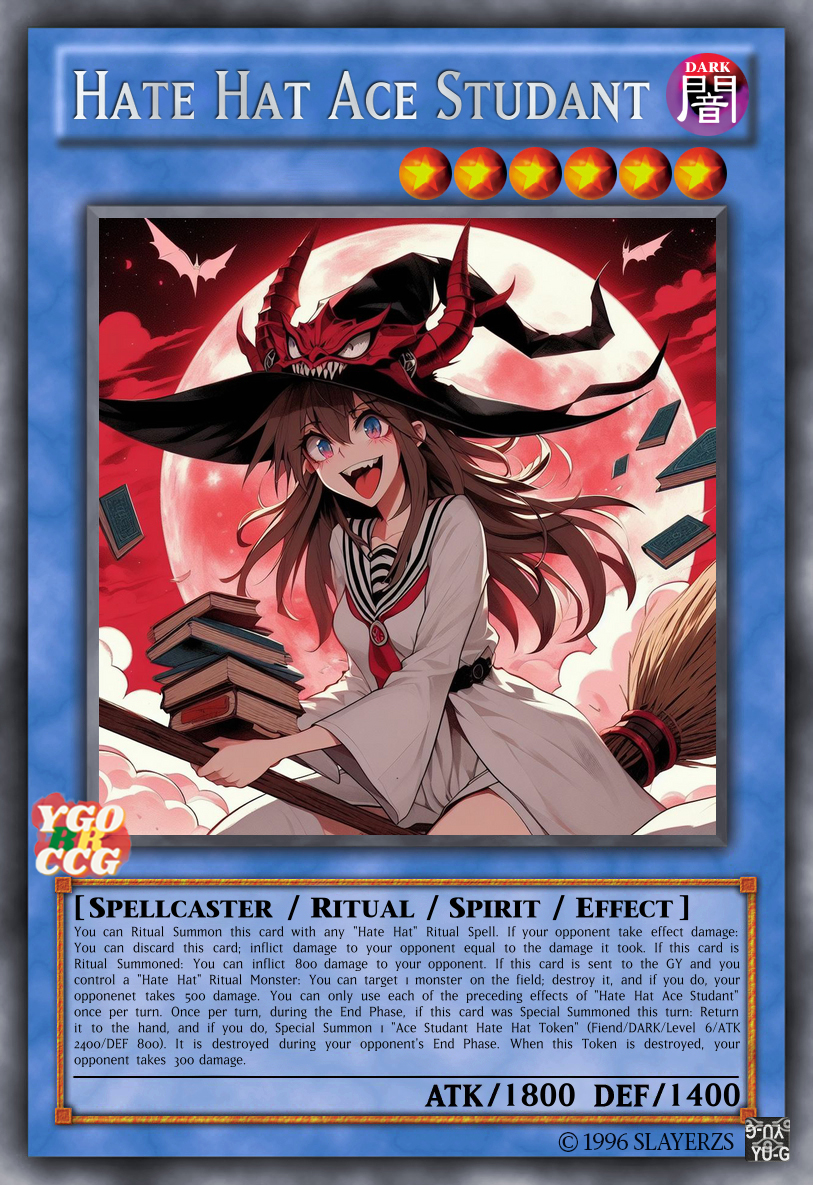 HATE HAT ACE STUDANT
DARK
闇
YGO
RR
CCG
[SPELLCASTER / RITUAL / SPIRIT / EFFECT]
You can Ritual Summon this card with any "Hate Hat" Ritual Spell. If your opponent take effect damage:
You can discard this card; inflict damage to your opponent equal to the damage it took. If this card is
Ritual Summoned: You can inflict 800 damage to your opponent. If this card is sent to the GY and you
control a "Hate Hat" Ritual Monster: You can target 1 monster on the field; destroy it, and if you do, your
opponenet takes 500 damage. You can only use each of the preceding effects of "Hate Hat Ace Studant"
once per turn. Once per turn, during the End Phase, if this card was Special Summoned this turn: Return
it to the hand, and if you do, Special Summon 1 "Ace Studant Hate Hat Token" (Fiend/DARK/Level 6/ATK
2400/DEF 800). It is destroyed during your opponent's End Phase. When this Token is destroyed, your
opponent takes 300 damage.
ATK/1800 DEF/1400
© 1996 SLAYERZS
YU-G